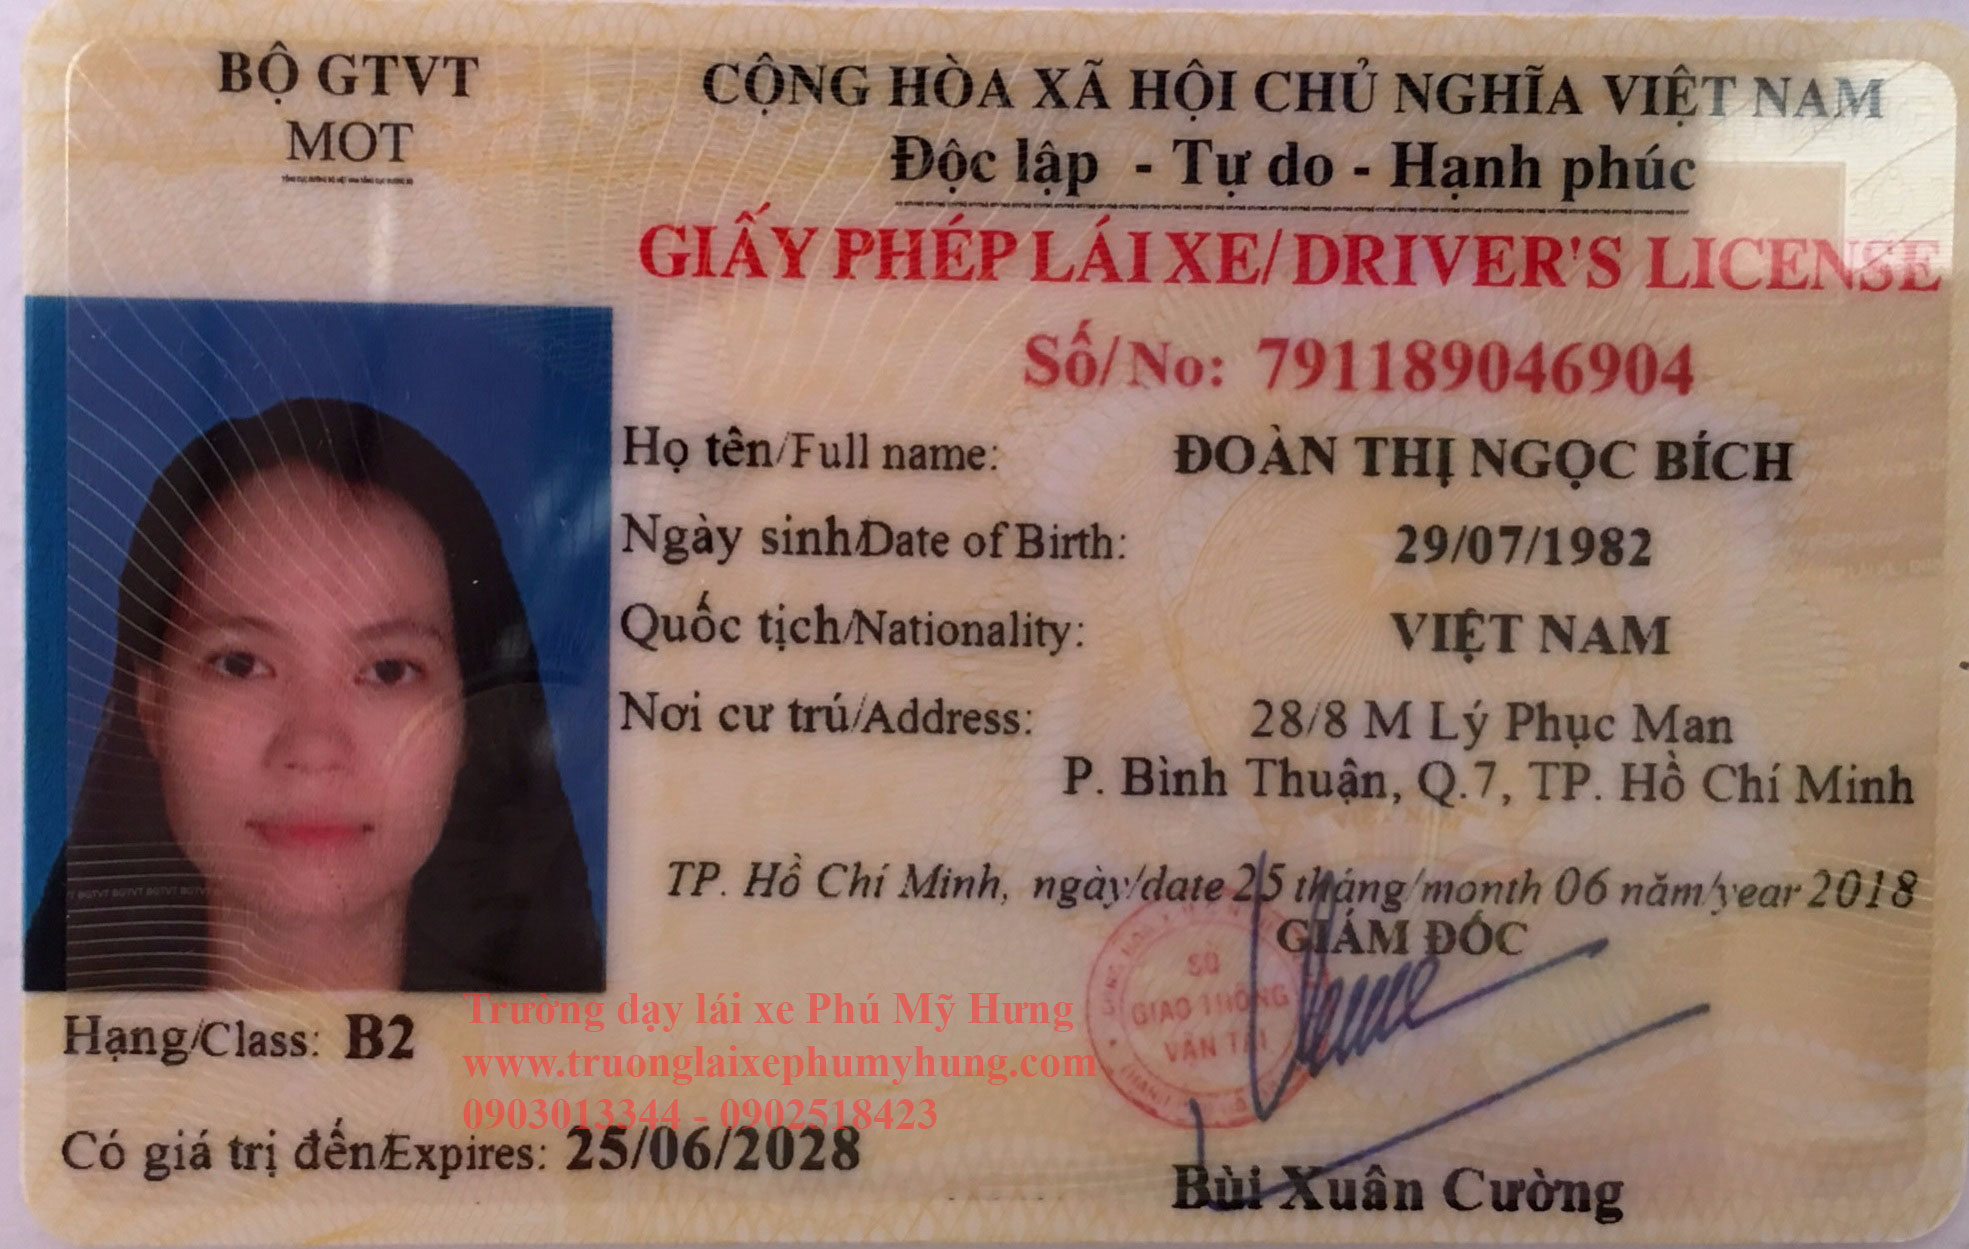 BỘ GTVT
MOT
CỘNG HÒA XÃ HỘI CHỦ NGHĨA VIỆT NAM
Độc lập - Tự do - Hạnh phúc
GIẤY PHÉP LÁI XE/ DRIVER'S LICENSE
Số/No: 791189046904
Họ tên/Full name: ĐOÀN THỊ NGỌC BÍCH
Ngày sinh/Date of Birth: 29/07/1982
Quốc tịch/Nationality: VIỆT NAM
Nơi cư trú/Address: 28/8 M Lý Phục Man
P. Bình Thuận, Q.7, TP. Hồ Chí Minh
TP. Hồ Chí Minh, ngày/date 25 tháng/month 06 năm/year 2018
GIÁM ĐỐC
SỞ
GIAO THÔNG
VẬN TẢI
BGTVT BGTVT BGTVT
Hạng/Class: B2
Trường dạy lái xe Phú Mỹ Hưng
www.truonglaixephumyhung.com
0903013344 - 0902518423
Có giá trị đến/Expires: 25/06/2028
Bùi Xuân Cường